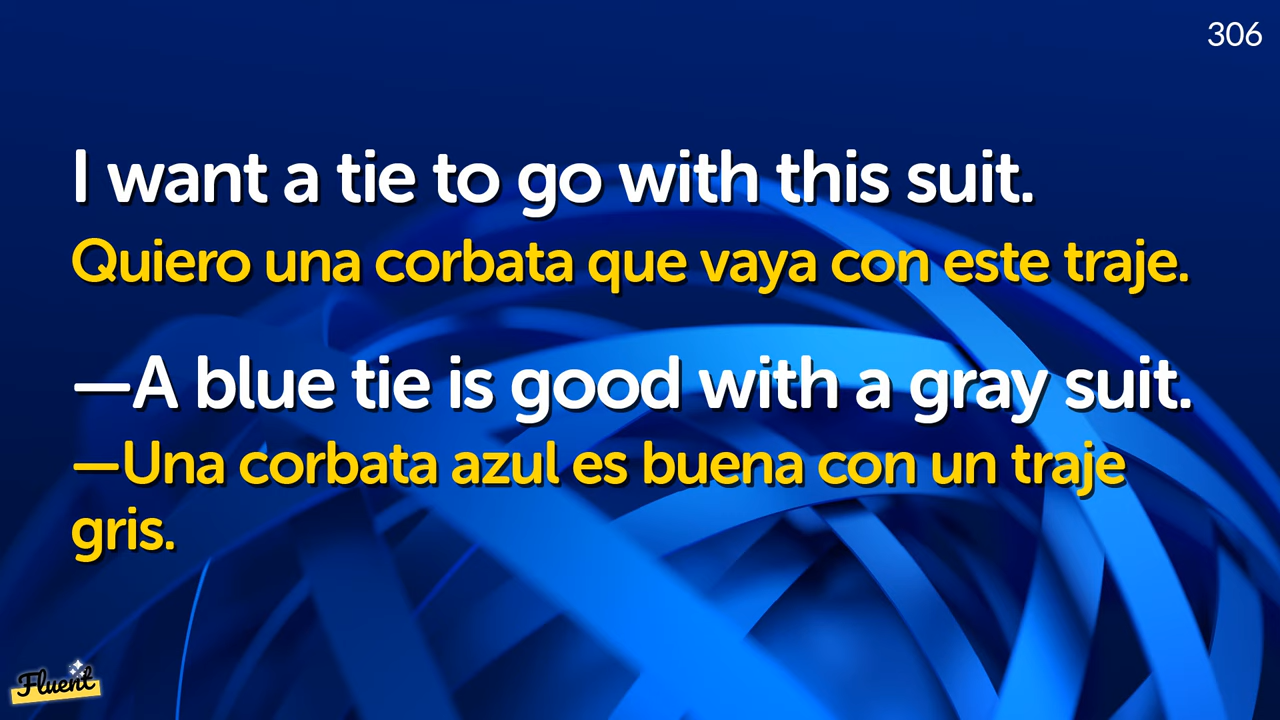 306
I want a tie to go with this suit.
Quiero una corbata que vaya con este traje.
—A blue tie is good with a gray suit.
—Una corbata azul es buena con un traje
gris.
Fluent